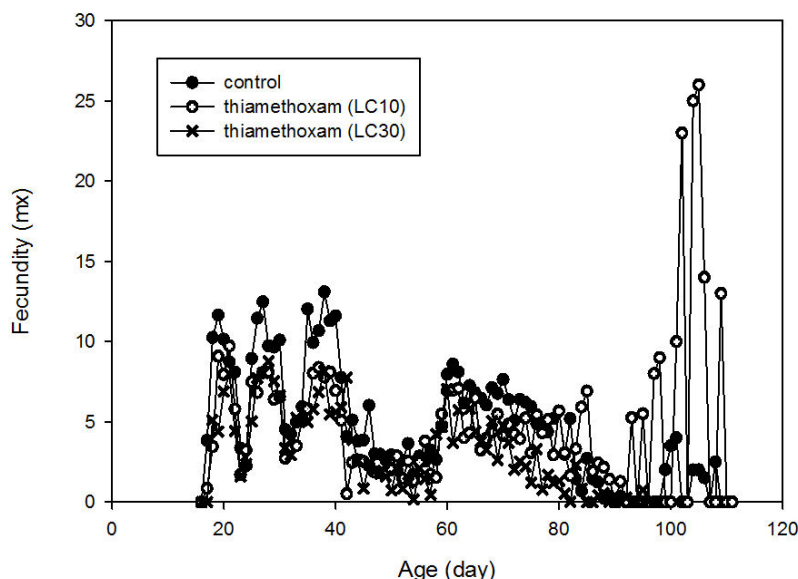 30
25
20
15
10
5
0
Fecundity (mx)
control
thiamethoxam (LC10)
thiamethoxam (LC30)
0 20 40 60 80 100 120
Age (day)